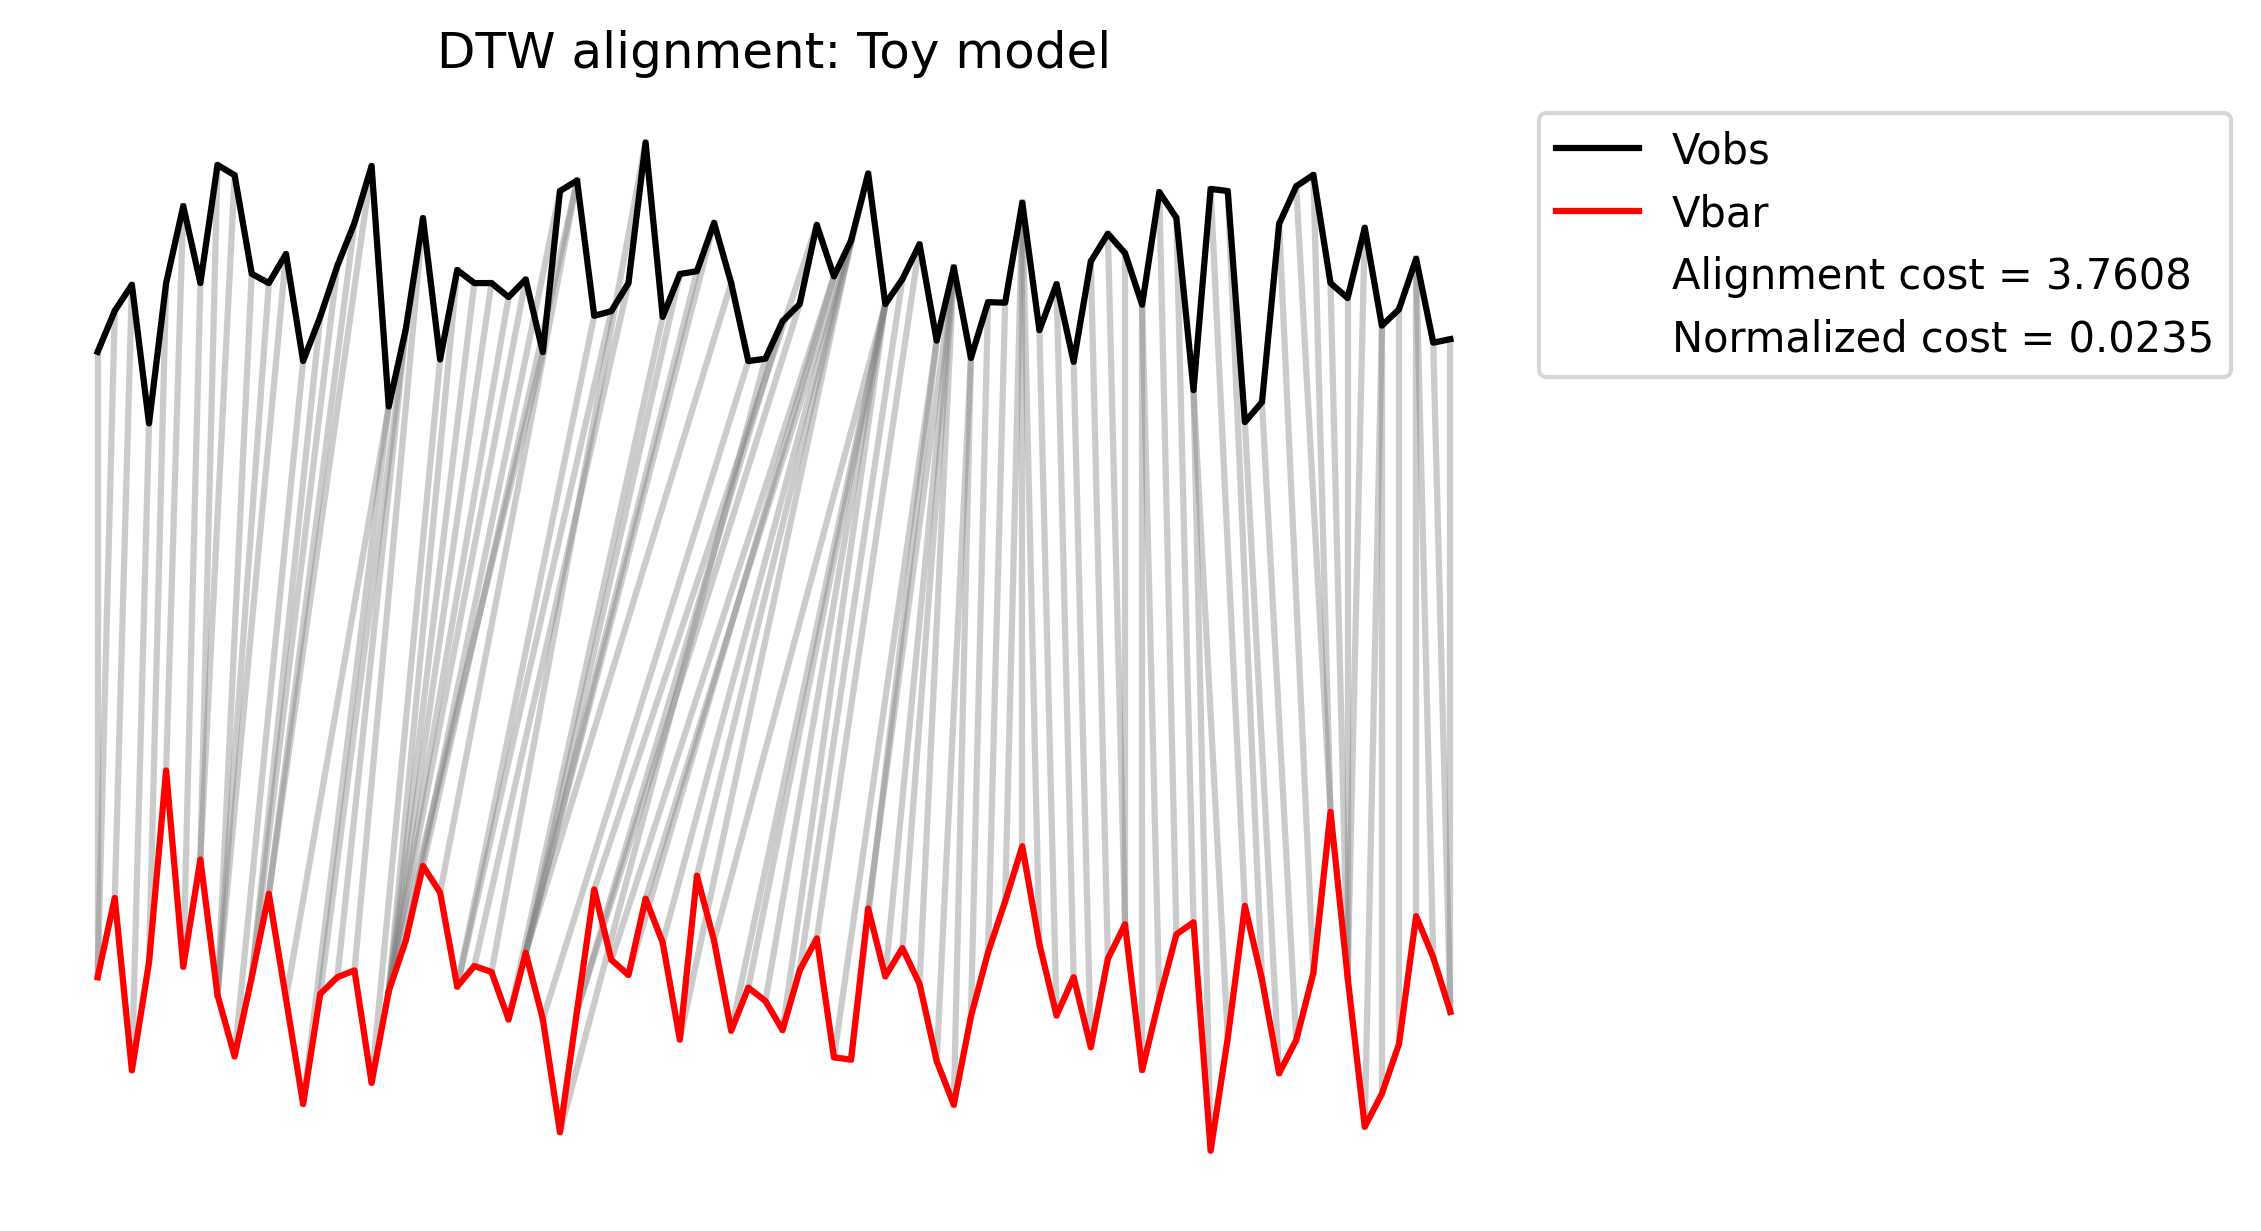 DTW alignment: Toy model
Vobs
Vbar
Alignment cost = 3.7608
Normalized cost = 0.0235